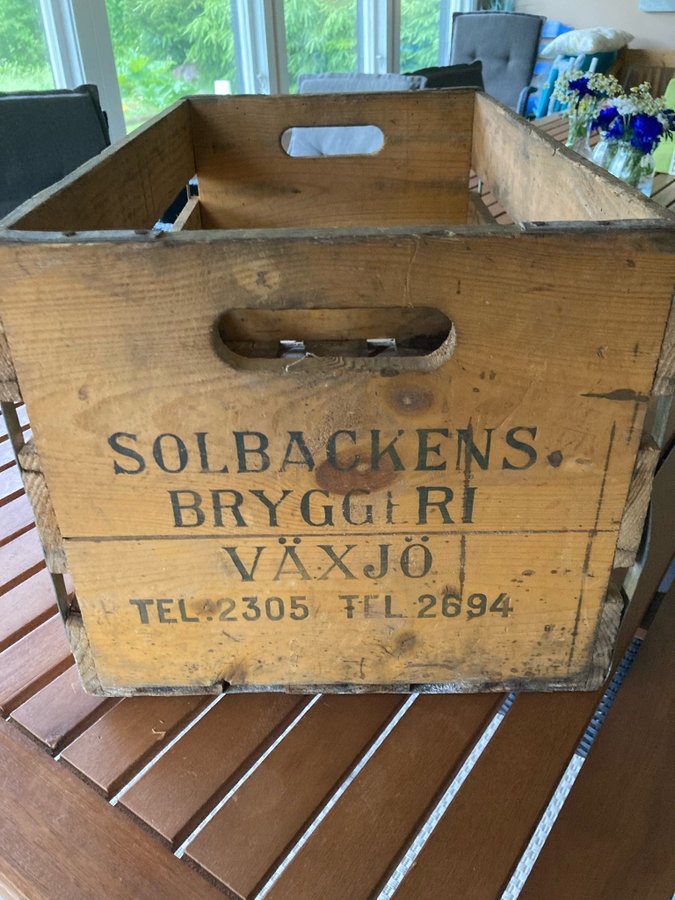 SOLBACKENS
BRYGGERI
VÄXJÖ
TEL. 2305 TEL. 2694